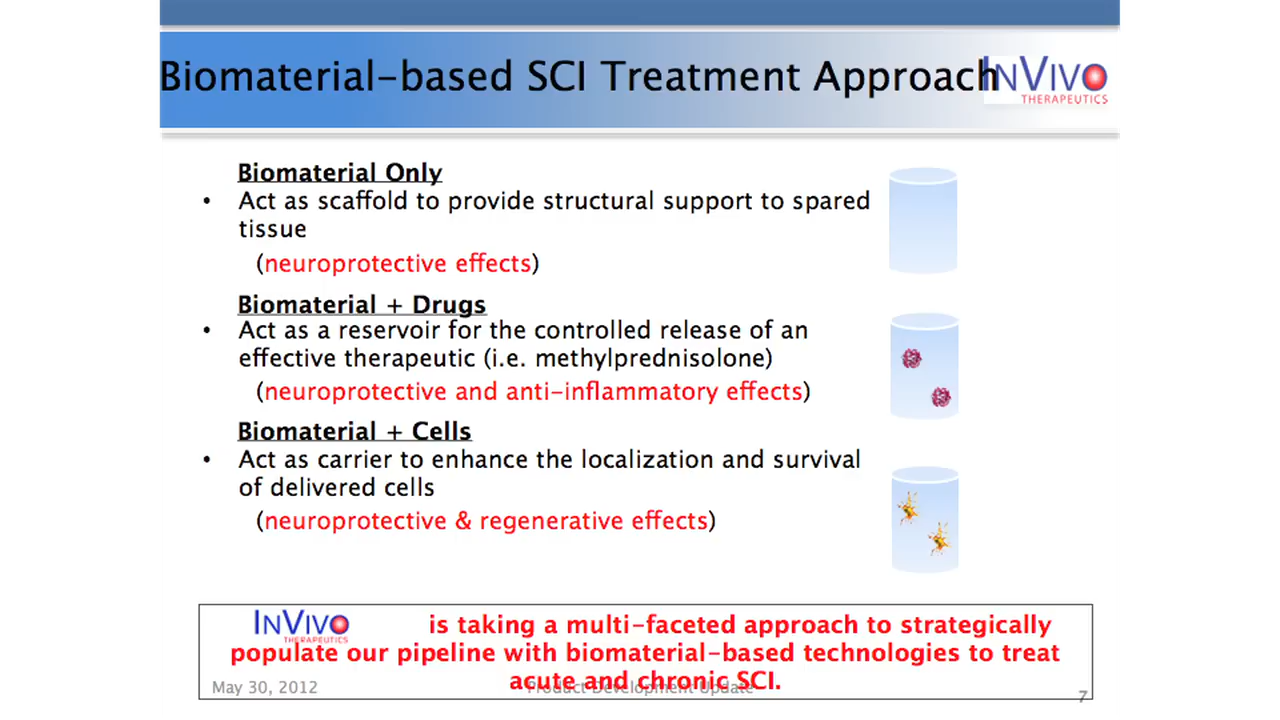 Biomaterial-based SCI Treatment Approach
INVIVO
THERAPEUTICS
Biomaterial Only
• Act as scaffold to provide structural support to spared
tissue
(neuroprotective effects)
Biomaterial + Drugs
• Act as a reservoir for the controlled release of an
effective therapeutic (i.e. methylprednisolone)
(neuroprotective and anti-inflammatory effects)
Biomaterial + Cells
• Act as carrier to enhance the localization and survival
of delivered cells
(neuroprotective & regenerative effects)
INVIVO
THERAPEUTICS
is taking a multi-faceted approach to strategically
populate our pipeline with biomaterial-based technologies to treat
acute and chronic SCI.
May 30, 2012
Product Development Update
7